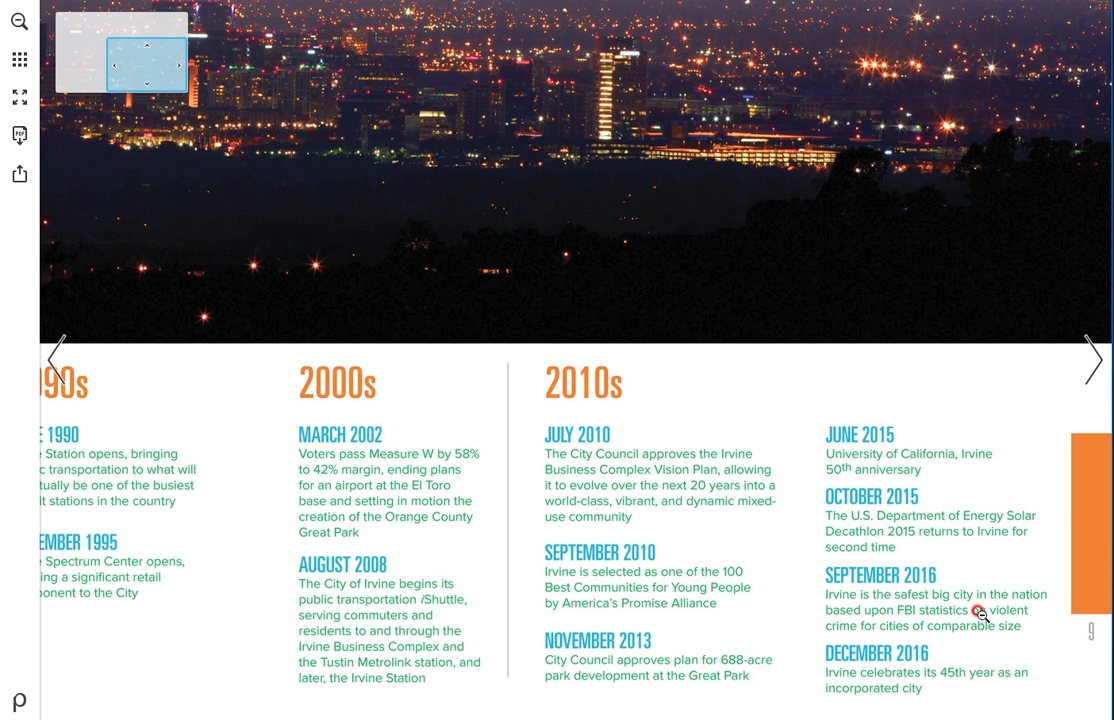 90s
E 1990
Station opens, bringing
c transportation to what will
tually be one of the busiest
it stations in the country
EMBER 1995
Spectrum Center opens,
ing a significant retail
onent to the City
2000s
MARCH 2002
Voters pass Measure W by 58%
to 42% margin, ending plans
for an airport at the El Toro
base and setting in motion the
creation of the Orange County
Great Park
AUGUST 2008
The City of Irvine begins its
public transportation iShuttle,
serving commuters and
residents to and through the
Irvine Business Complex and
the Tustin Metrolink station, and
later, the Irvine Station
2010s
JULY 2010
The City Council approves the Irvine
Business Complex Vision Plan, allowing
it to evolve over the next 20 years into a
world-class, vibrant, and dynamic mixed-
use community
SEPTEMBER 2010
Irvine is selected as one of the 100
Best Communities for Young People
by America's Promise Alliance
NOVEMBER 2013
City Council approves plan for 688-acre
park development at the Great Park
JUNE 2015
University of California, Irvine
50th anniversary
OCTOBER 2015
The U.S. Department of Energy Solar
Decathlon 2015 returns to Irvine for
second time
SEPTEMBER 2016
Irvine is the safest big city in the nation
based upon FBI statistics violent
crime for cities of comparable size
DECEMBER 2016
Irvine celebrates its 45th year as an
incorporated city
9
PDF